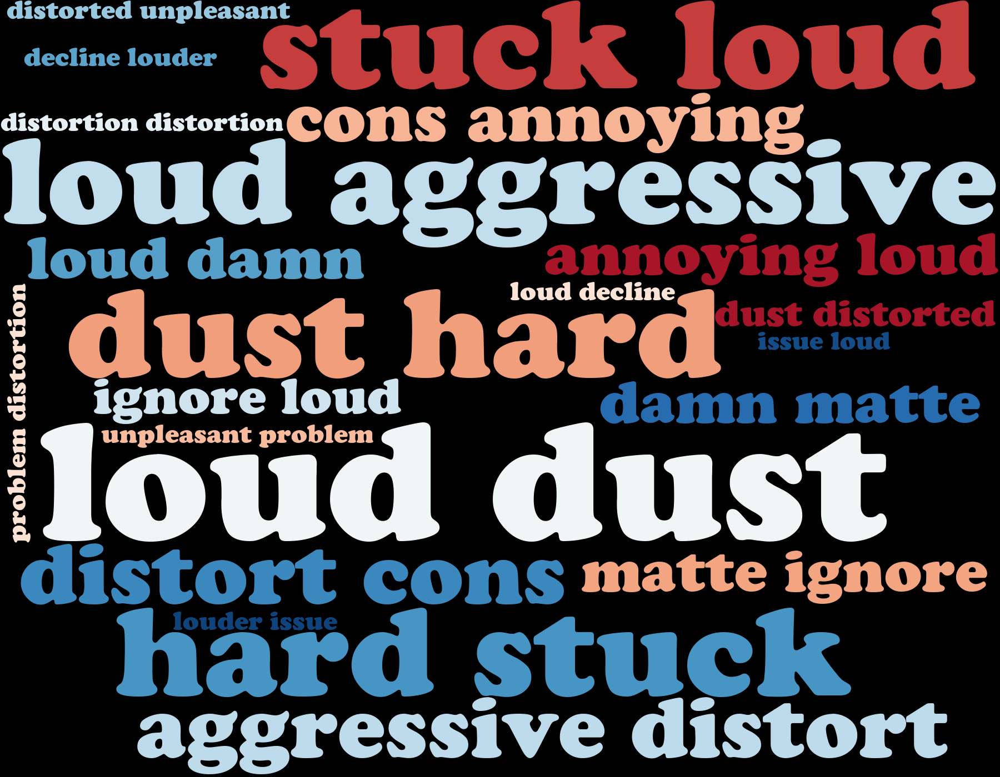 distorted unpleasant
stuck loud
decline louder
cons annoying
distortion distortion
loud aggressive
loud damn
annoying loud
loud decline
dust hard
dust distorted
issue loud
problem distortion
ignore loud
damn matte
unpleasant problem
loud dust
distort cons
matte ignore
louder issue
hard stuck
aggressive distort